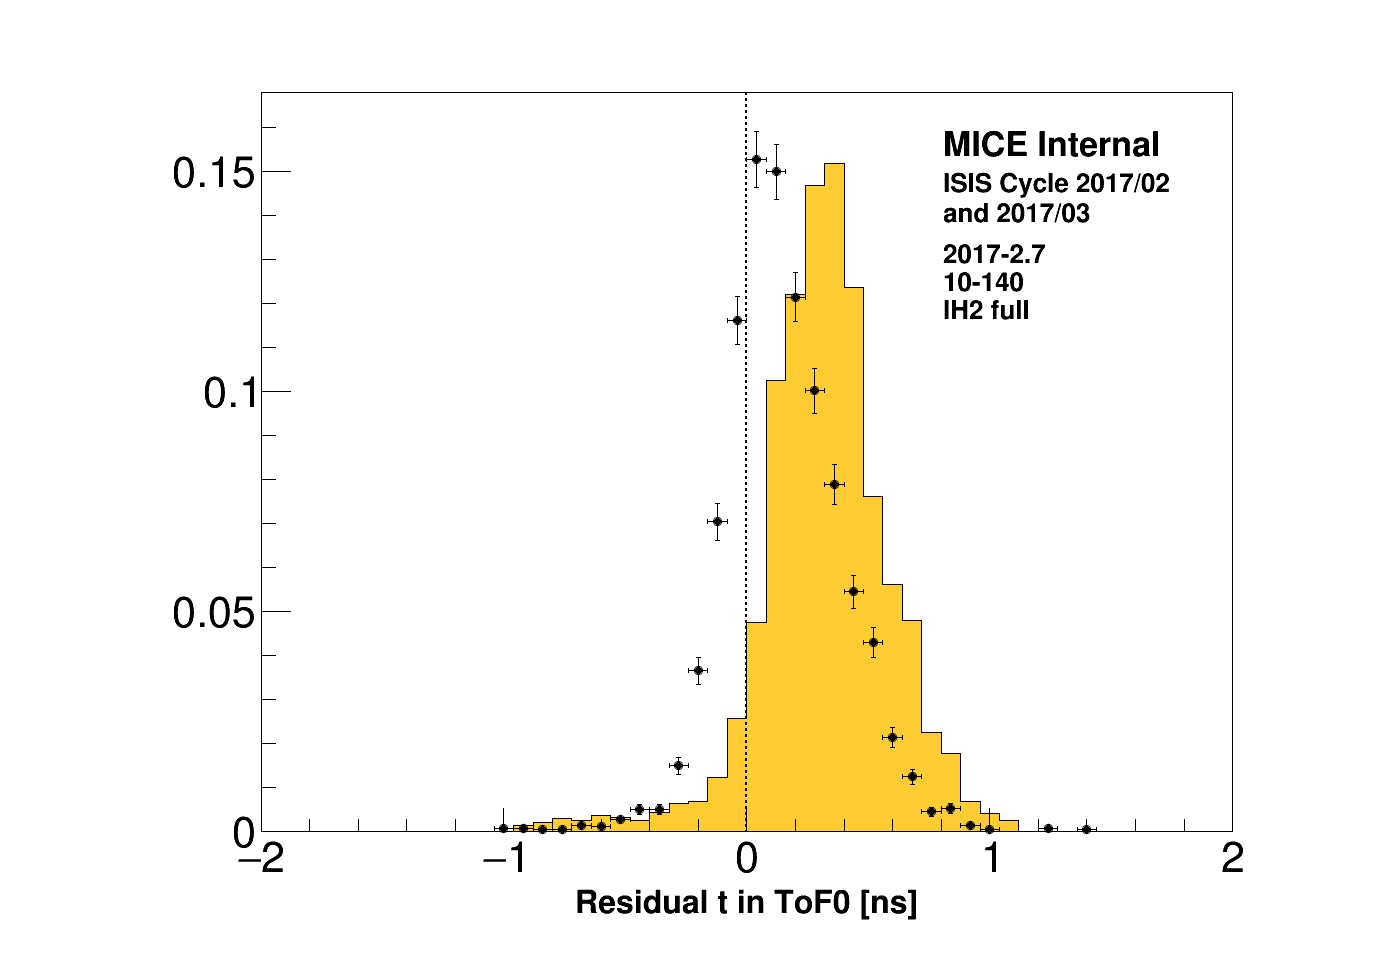 MICE Internal
ISIS Cycle 2017/02
and 2017/03
2017-2.7
10-140
lH2 full
0.15
0.1
0.05
0
−2
−1
0
1
2
Residual t in ToF0 [ns]